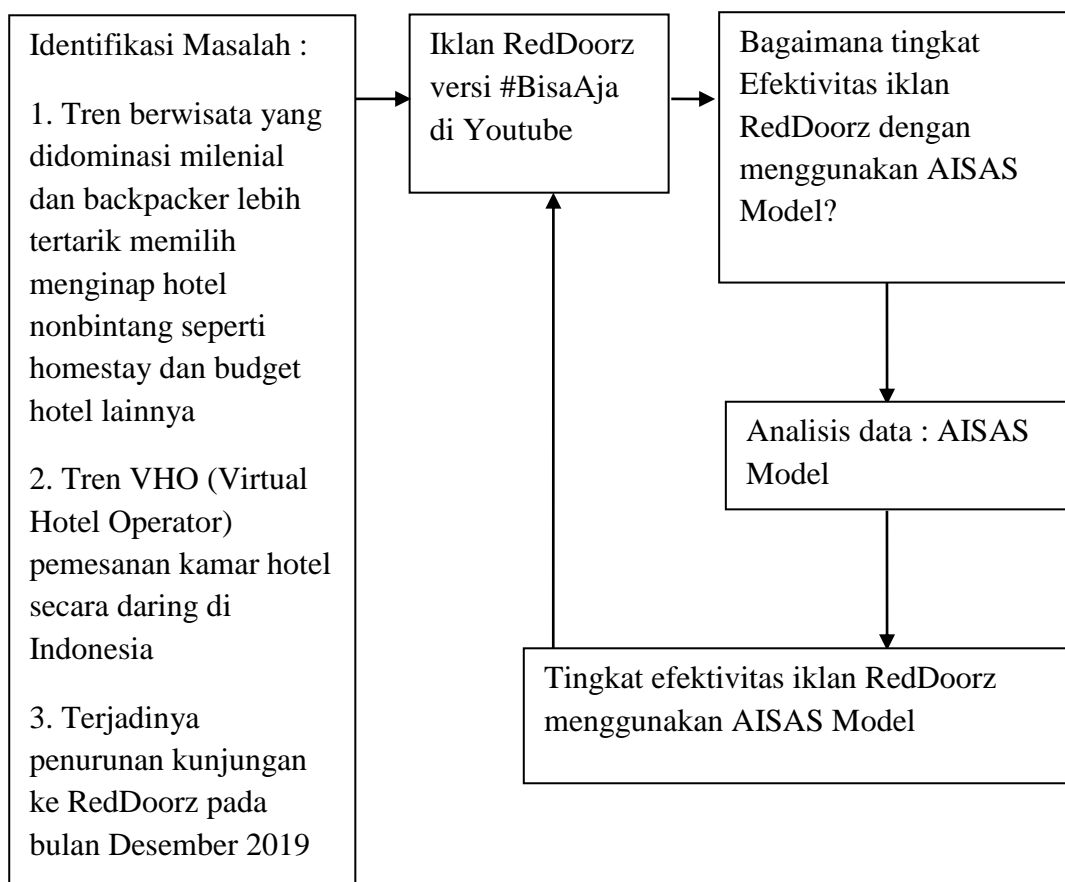 Identifikasi Masalah :
1. Tren berwisata yang
didominasi milenial
dan backpacker lebih
tertarik memilih
menginap hotel
nonbintang seperti
homestay dan budget
hotel lainnya
2. Tren VHO (Virtual
Hotel Operator)
pemesanan kamar hotel
secara daring di
Indonesia
3. Terjadinya
penurunan kunjungan
ke RedDoorz pada
bulan Desember 2019
Iklan RedDoorz
versi #BisaAja
di Youtube
Bagaimana tingkat
Efektivitas iklan
RedDoorz dengan
menggunakan AISAS
Model?
Analisis data : AISAS
Model
Tingkat efektivitas iklan RedDoorz
menggunakan AISAS Model